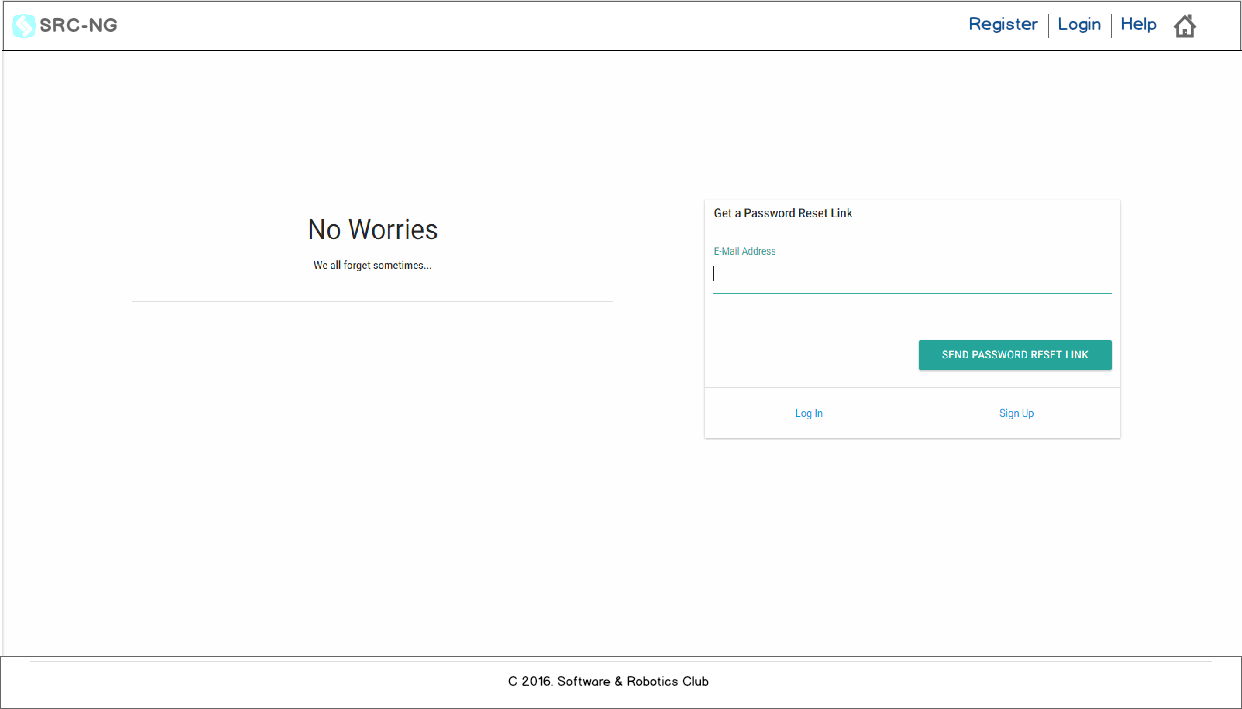 SRC-NG
Register Login Help
No Worries
We all forget sometimes...
Get a Password Reset Link
E-Mail Address
SEND PASSWORD RESET LINK
Log In Sign Up
C 2016. Software & Robotics Club